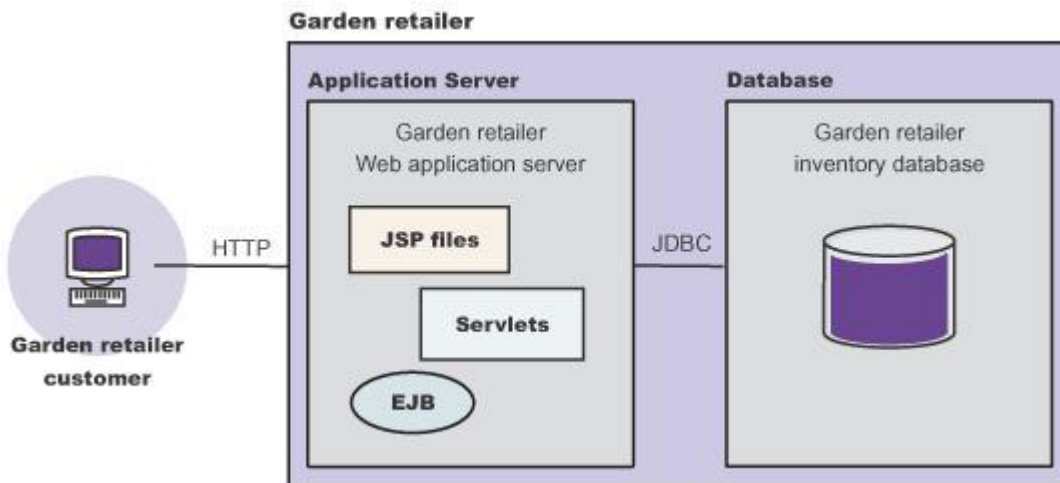 Garden retailer
Application Server
Database
Garden retailer
Web application server
Garden retailer
inventory database
JSP files
HTTP
JDBC
Servlets
Garden retailer
customer
EJB